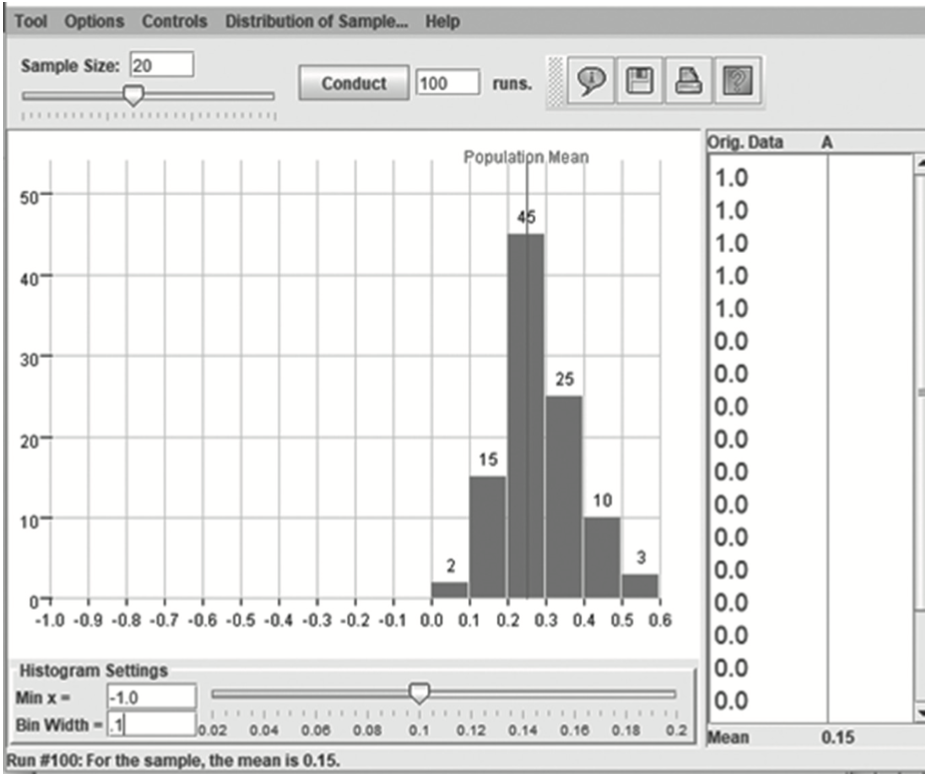 Tool Options Controls Distribution of Sample... Help
Sample Size: 20
Conduct 100 runs.
Orig. Data A
Population Mean
50
40
30
20
10
0
2
15
45
25
10
3
-1.0 -0.9 -0.8 -0.7 -0.6 -0.5 -0.4 -0.3 -0.2 -0.1 0.0 0.1 0.2 0.3 0.4 0.5 0.6
1.0
1.0
1.0
1.0
1.0
0.0
0.0
0.0
0.0
0.0
0.0
0.0
0.0
0.0
0.0
0.0
0.0
Mean 0.15
Histogram Settings
Min x = -1.0
Bin Width = .1
0.02 0.04 0.06 0.08 0.1 0.12 0.14 0.16 0.18 0.2
Run #100: For the sample, the mean is 0.15.